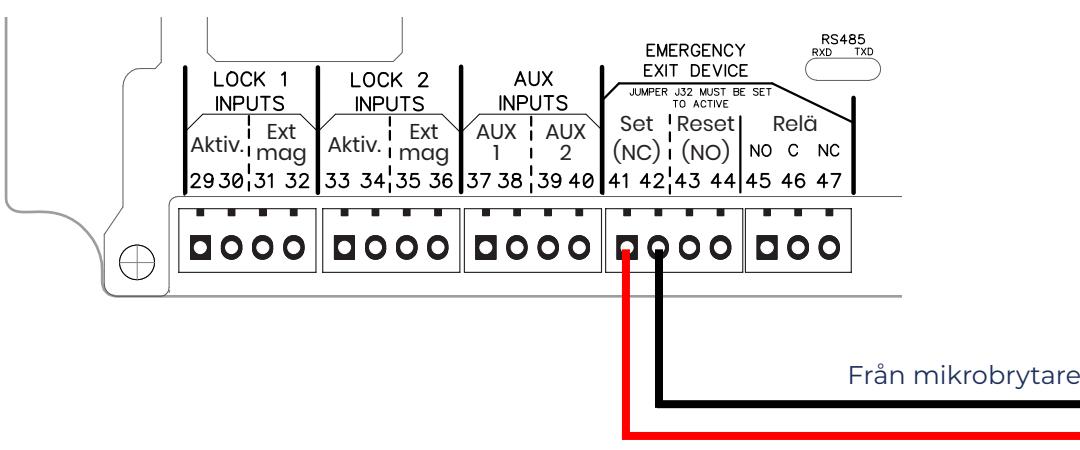 RS485
RXD TXD
LOCK 1
INPUTS
LOCK 2
INPUTS
AUX
INPUTS
EMERGENCY
EXIT DEVICE
JUMPER J32 MUST BE SET
TO ACTIVE
Aktiv.
Ext
mag
Aktiv.
Ext
mag
AUX
1
AUX
2
Set
(NC)
Reset
(NO)
Relä
NO C NC
29 30 31 32 33 34 35 36 37 38 39 40 41 42 43 44 45 46 47
Från mikrobrytare